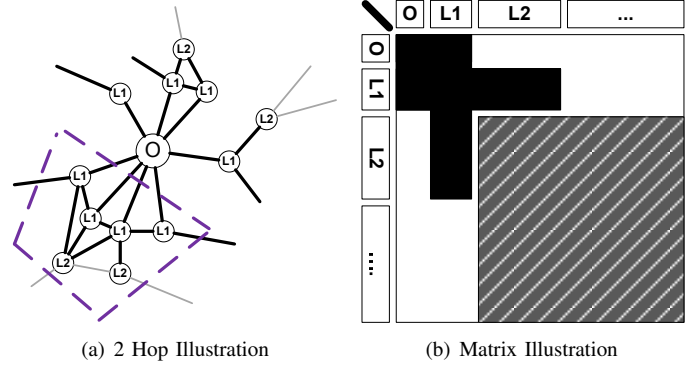 L2
L1
L1
L1
L2
O
L1
L1
L1
L1
L1
L2
L2
(a) 2 Hop Illustration
O L1 L2 ...
O
L1
L2
.....
(b) Matrix Illustration